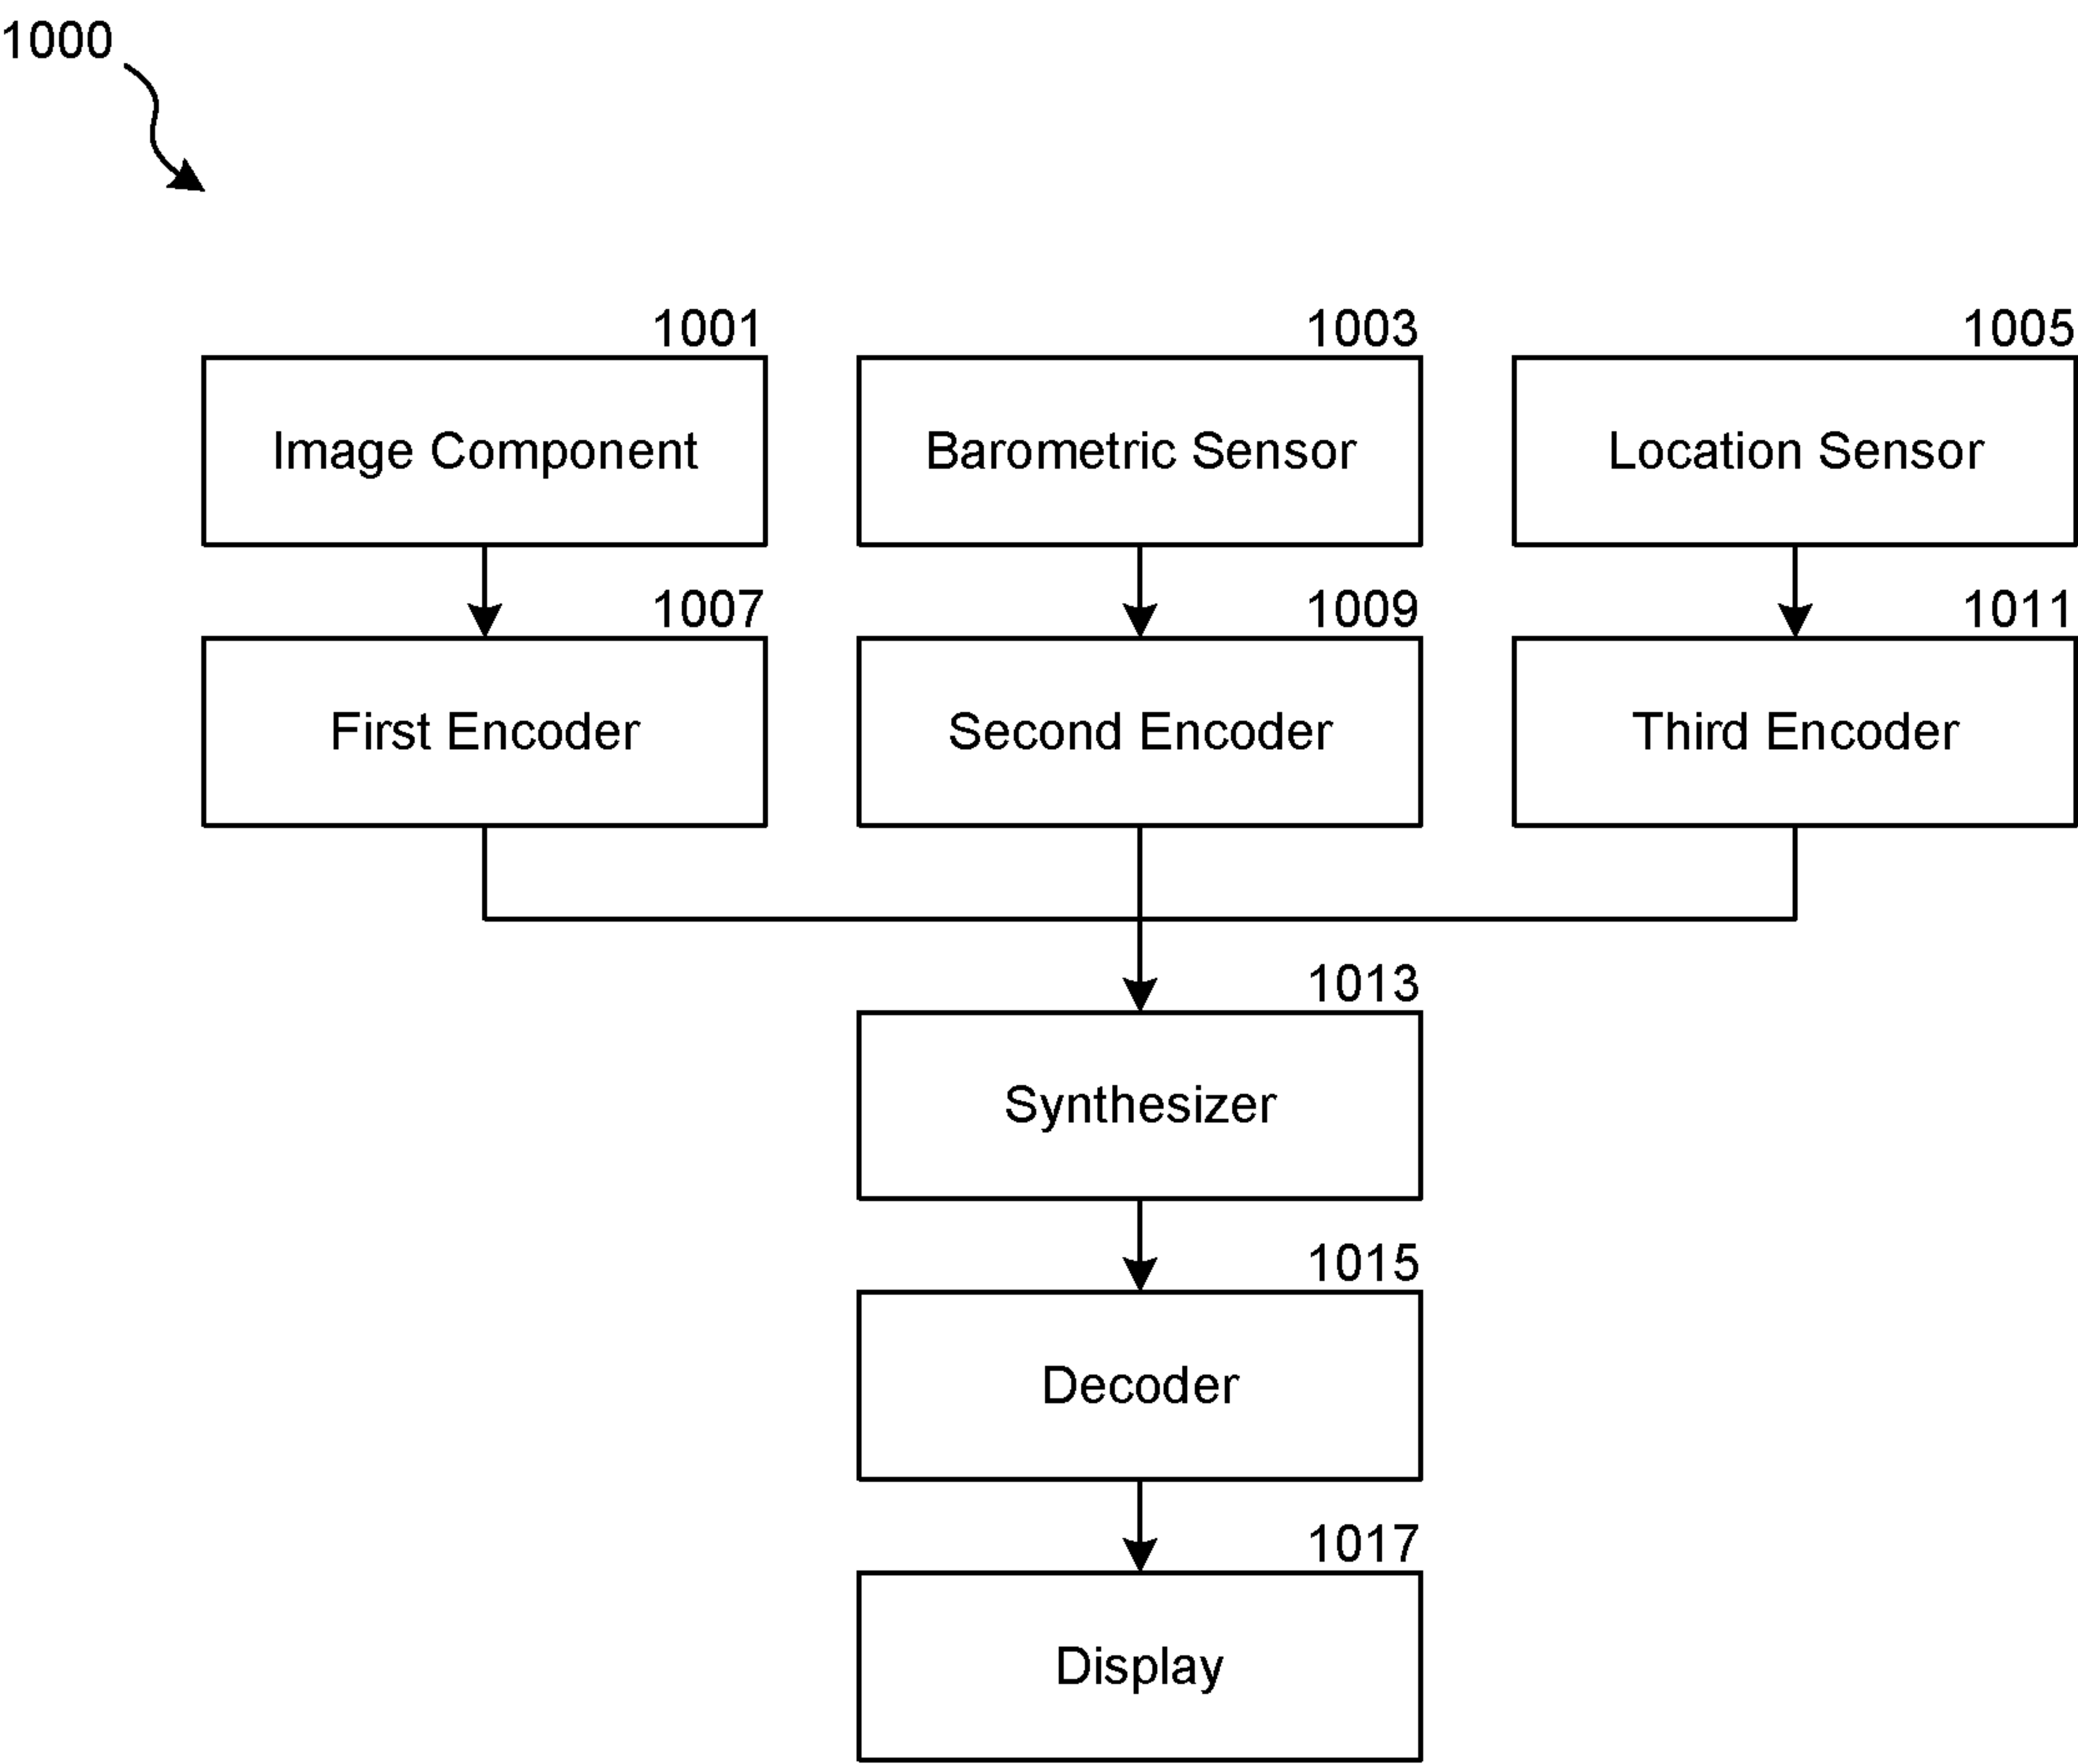 1000
1001
1003
1005
Image Component
Barometric Sensor
Location Sensor
1007
1009
1011
First Encoder
Second Encoder
Third Encoder
1013
Synthesizer
1015
Decoder
1017
Display